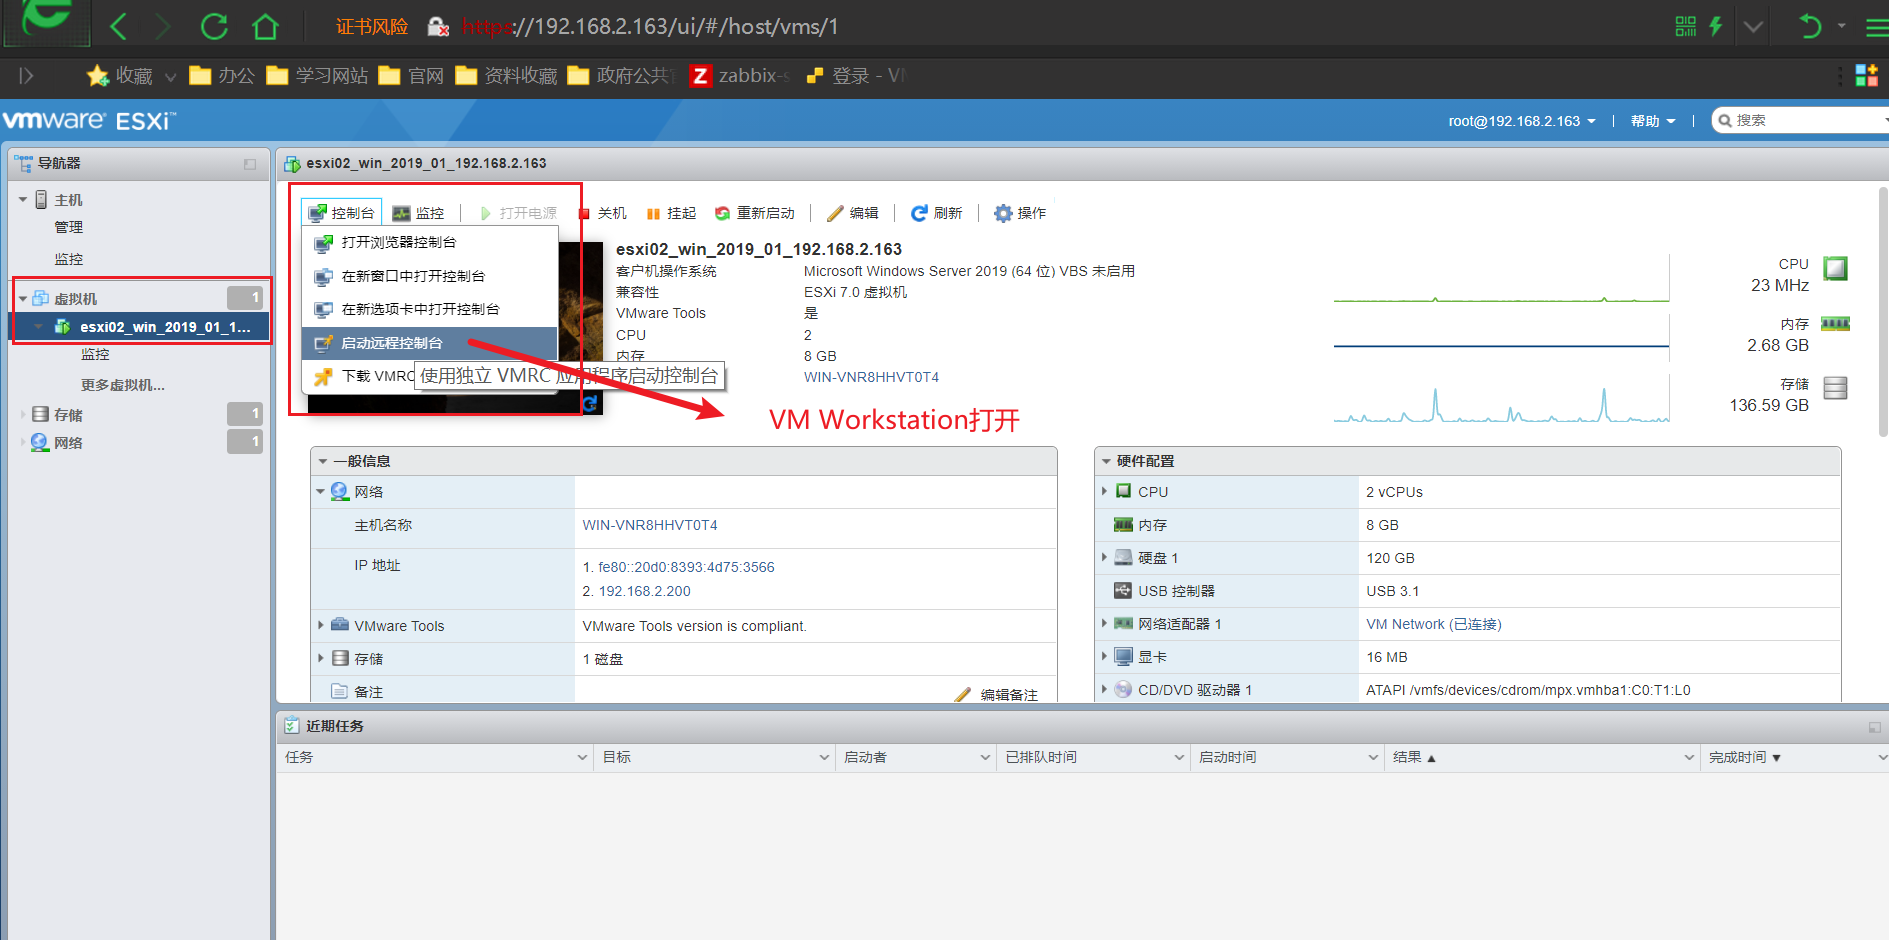 证书风险 https://192.168.2.163/ui/#/host/vms/1
收藏 办公 学习网站 官网 资料收藏 政府公共 Z zabbix-s 登录 - VM
vmware ESXi™ root@192.168.2.163 | 帮助 | 搜索
导航器
主机
管理
监控
虚拟机 1
esxi02_win_2019_01_1...
监控
更多虚拟机...
存储 1
网络 1
esxi02_win_2019_01_192.168.2.163
控制台 监控 打开电源 关机 挂起 重新启动 编辑 刷新 操作
打开浏览器控制台
在新窗口中打开控制台
在新选项卡中打开控制台
启动远程控制台
下载 VMRC
使用独立 VMRC 应用程序启动控制台
VM Workstation打开
esxi02_win_2019_01_192.168.2.163
客户机操作系统 Microsoft Windows Server 2019 (64 位) VBS 未启用
兼容性 ESXi 7.0 虚拟机
VMware Tools 是
CPU 2
内存 8 GB
WIN-VNR8HHVT0T4
CPU
23 MHz
内存
2.68 GB
存储
136.59 GB
一般信息
网络
主机名称 WIN-VNR8HHVT0T4
IP 地址 1. fe80::20d0:8393:4d75:3566
2. 192.168.2.200
VMware Tools VMware Tools version is compliant.
存储 1 磁盘
备注 编辑备注
硬件配置
CPU 2 vCPUs
内存 8 GB
硬盘 1 120 GB
USB 控制器 USB 3.1
网络适配器 1 VM Network (已连接)
显卡 16 MB
CD/DVD 驱动器 1 ATAPI /vmfs/devices/cdrom/mpx.vmhba1:C0:T1:L0
近期任务
任务 目标 启动者 已排队时间 启动时间 结果 ▲ 完成时间 ▼